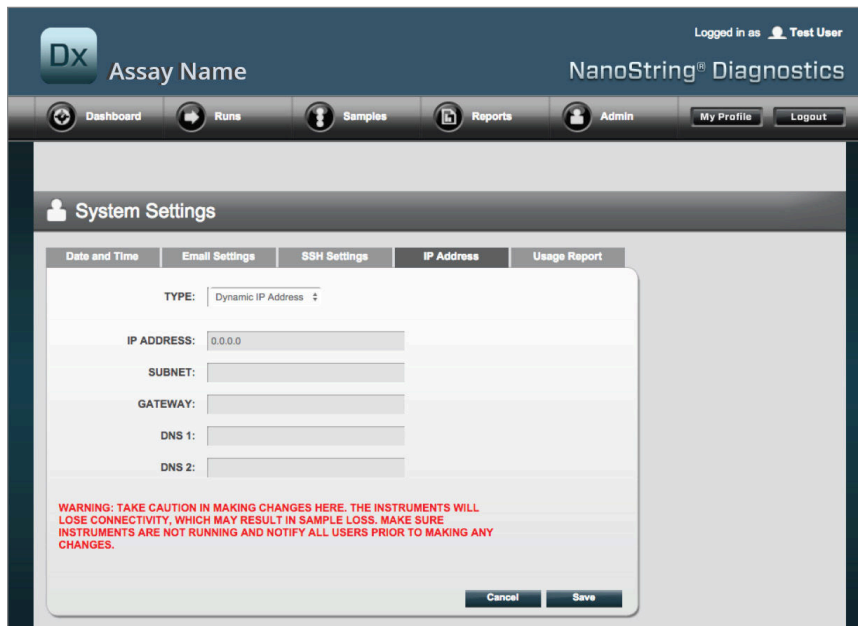 Logged in as Test User
Dx
Assay Name
NanoString® Diagnostics
Dashboard Runs Samples Reports Admin My Profile Logout
System Settings
Date and Time Email Settings SSH Settings IP Address Usage Report
TYPE: Dynamic IP Address
IP ADDRESS: 0.0.0.0
SUBNET:
GATEWAY:
DNS 1:
DNS 2:
WARNING: TAKE CAUTION IN MAKING CHANGES HERE. THE INSTRUMENTS WILL
LOSE CONNECTIVITY, WHICH MAY RESULT IN SAMPLE LOSS. MAKE SURE
INSTRUMENTS ARE NOT RUNNING AND NOTIFY ALL USERS PRIOR TO MAKING ANY
CHANGES.
Cancel Save